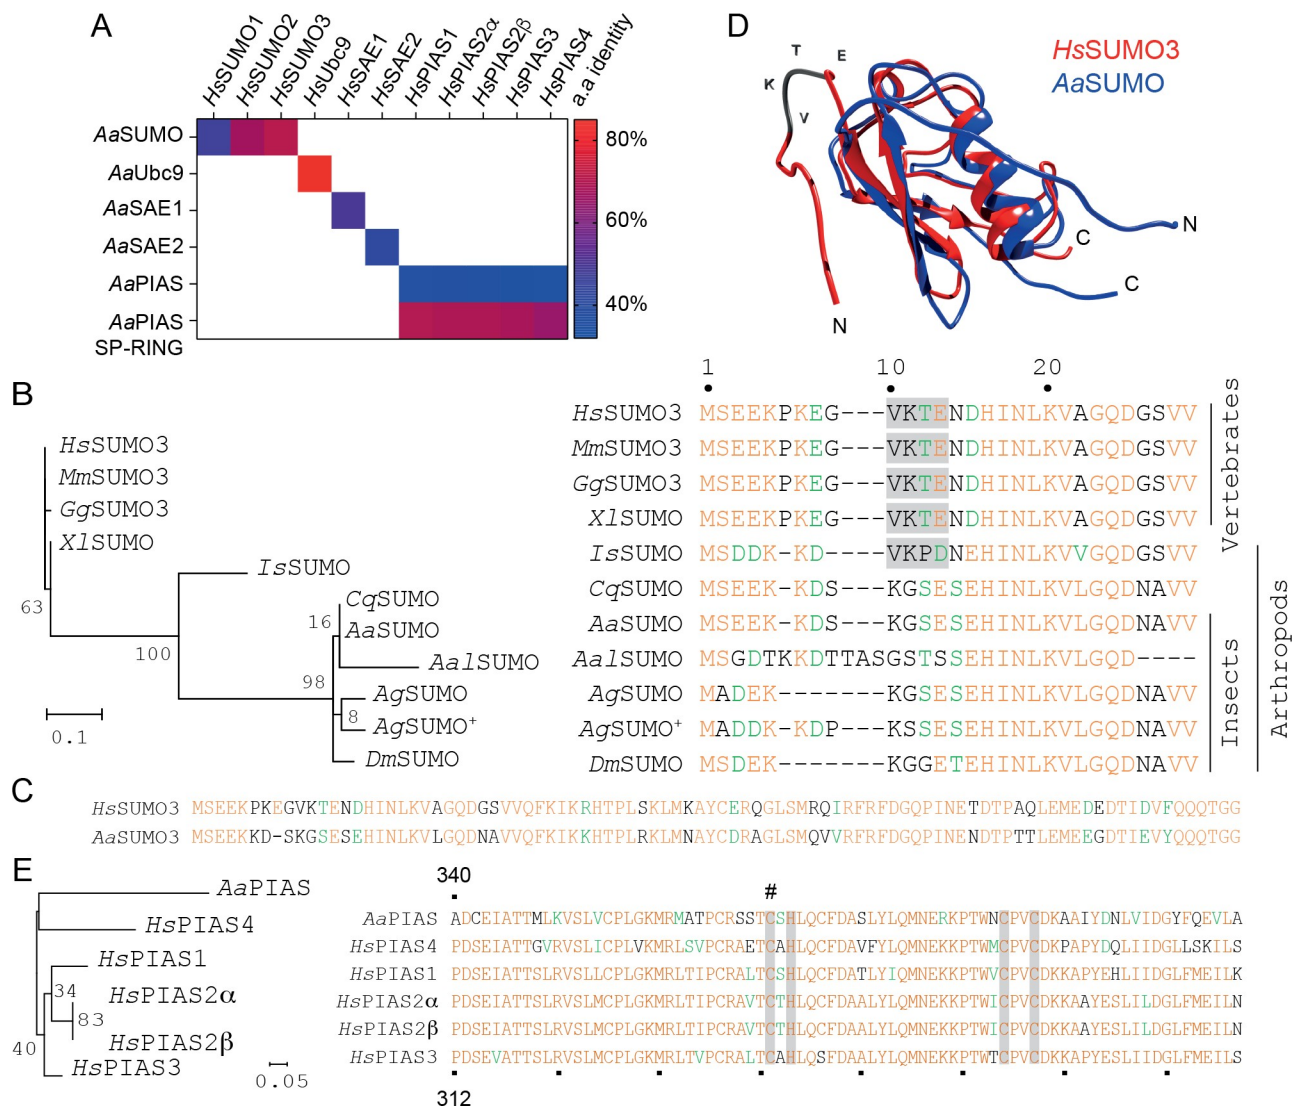 A
HsSUMO1
HsSUMO2
HsSUMO3
HsUbc9
HsSAE1
HsSAE2
HsPIAS1
HsPIAS2α
HsPIAS2β
HsPIAS3
HsPIAS4
a.a identity
AaSUMO
AaUbc9
AaSAE1
AaSAE2
AaPIAS
AaPIAS
SP-RING
80%
60%
40%
D
HsSUMO3
AaSUMO
T
E
K
V
N
C
N
C
B
HsSUMO3
MmSUMO3
GgSUMO3
XlSUMO
IsSUMO
CqSUMO
AaSUMO
AalSUMO
AgSUMO
AgSUMO+
DmSUMO
63
100
16
98
8
0.1
1 10 20
HsSUMO3 MSEEKPKEG---VKTENDHINLKVAGQDGSVV
MmSUMO3 MSEEKPKEG---VKTENDHINLKVAGQDGSVV
GgSUMO3 MSEEKPKEG---VKTENDHINLKVAGQDGSVV
XlSUMO MSEEKPKEG---VKTENDHINLKVAGQDGSVV
IsSUMO MSDDK-KD----VKPDNEHINLKVVGQDGSVV
CqSUMO MSEEK-KDS---KGSESEHINLKVLGQDNAVV
AaSUMO MSEEK-KDS---KGSESEHINLKVLGQDNAVV
AalSUMO MSGDTKKDTTASGSTSSEHINLKVLGQD----
AgSUMO MADEK-------KGSESEHINLKVLGQDNAVV
AgSUMO+ MADDK-KDP---KSSESEHINLKVLGQDNAVV
DmSUMO MSDEK-------KGGETEHINLKVLGQDNAVV
Vertebrates
Insects
Arthropods
C
HsSUMO3 MSEEKPKEGVKTENDHINLKVAGQDGSVVQFKIKRHTPLSKLMKAYCERQGLSMRQIRFRFDGQPINETDTPAQLEMEDEDTIDVFQQQTGG
AaSUMO3 MSEEKKD-SKGSESEHINLKVLGQDNAVVQFKIKKHTPLRKLMNAYCDRAGLSMQVVRFRFDGQPINENDTPTTLEMEEGDTIEVYQQQTGG
E
AaPIAS
HsPIAS4
HsPIAS1
HsPIAS2α
HsPIAS2β
HsPIAS3
34
83
40
0.05
340
#
AaPIAS ADCEIATTMLKVSLVCPLGKMRMATPCRSSTCSHLQCFDASLYLQMNERKPTWNCPVCDKAAIYDNLVIDGYFQEVLA
HsPIAS4 PDSEIATTGVRVSLICPLVKMRLSVPCRAETCAHLQCFDAVFYLQMNEKKPTWMCPVCDKPAPYDQLIIDGLLSKILS
HsPIAS1 PDSEIATTSLRVSLLCPLGKMRLTIPCRALTCSHLQCFDATLYIQMNEKKPTWVCPVCDKKAPYEHLIIDGLFMEILK
HsPIAS2α PDSEIATTSLRVSLMCPLGKMRLTIPCRAVTCTHLQCFDAALYLQMNEKKPTWICPVCDKKAAYESLILDGLFMEILN
HsPIAS2β PDSEIATTSLRVSLMCPLGKMRLTIPCRAVTCTHLQCFDAALYLQMNEKKPTWICPVCDKKAAYESLILDGLFMEILN
HsPIAS3 PDSEVATTSLRVSLMCPLGKMRLTVPCRALTCAHLQSFDAALYLQMNEKKPTWTCPVCDKKAPYESLIIDGLFMEILS
312